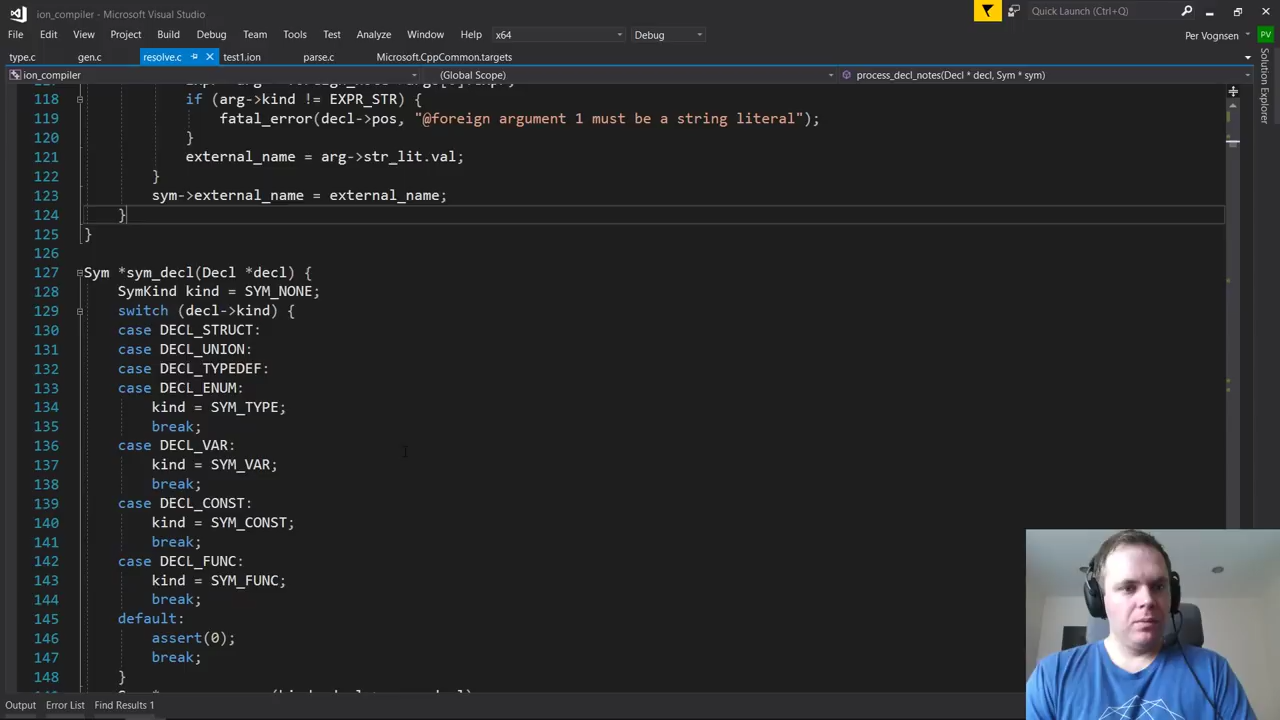 ion_compiler - Microsoft Visual Studio
Quick Launch (Ctrl+Q)
File Edit View Project Build Debug Team Tools Test Analyze Window Help x64 Debug
Per Vognsen PV
type.c gen.c resolve.c test1.ion parse.c Microsoft.CppCommon.targets
ion_compiler (Global Scope) process_decl_notes(Decl * decl, Sym * sym)
Solution Explorer
118 if (arg->kind != EXPR_STR) {
119 fatal_error(decl->pos, "@foreign argument 1 must be a string literal");
120 }
121 external_name = arg->str_lit.val;
122 }
123 sym->external_name = external_name;
124 }
125 }
126
127 Sym *sym_decl(Decl *decl) {
128 SymKind kind = SYM_NONE;
129 switch (decl->kind) {
130 case DECL_STRUCT:
131 case DECL_UNION:
132 case DECL_TYPEDEF:
133 case DECL_ENUM:
134 kind = SYM_TYPE;
135 break;
136 case DECL_VAR:
137 kind = SYM_VAR;
138 break;
139 case DECL_CONST:
140 kind = SYM_CONST;
141 break;
142 case DECL_FUNC:
143 kind = SYM_FUNC;
144 break;
145 default:
146 assert(0);
147 break;
148 }
Output Error List Find Results 1